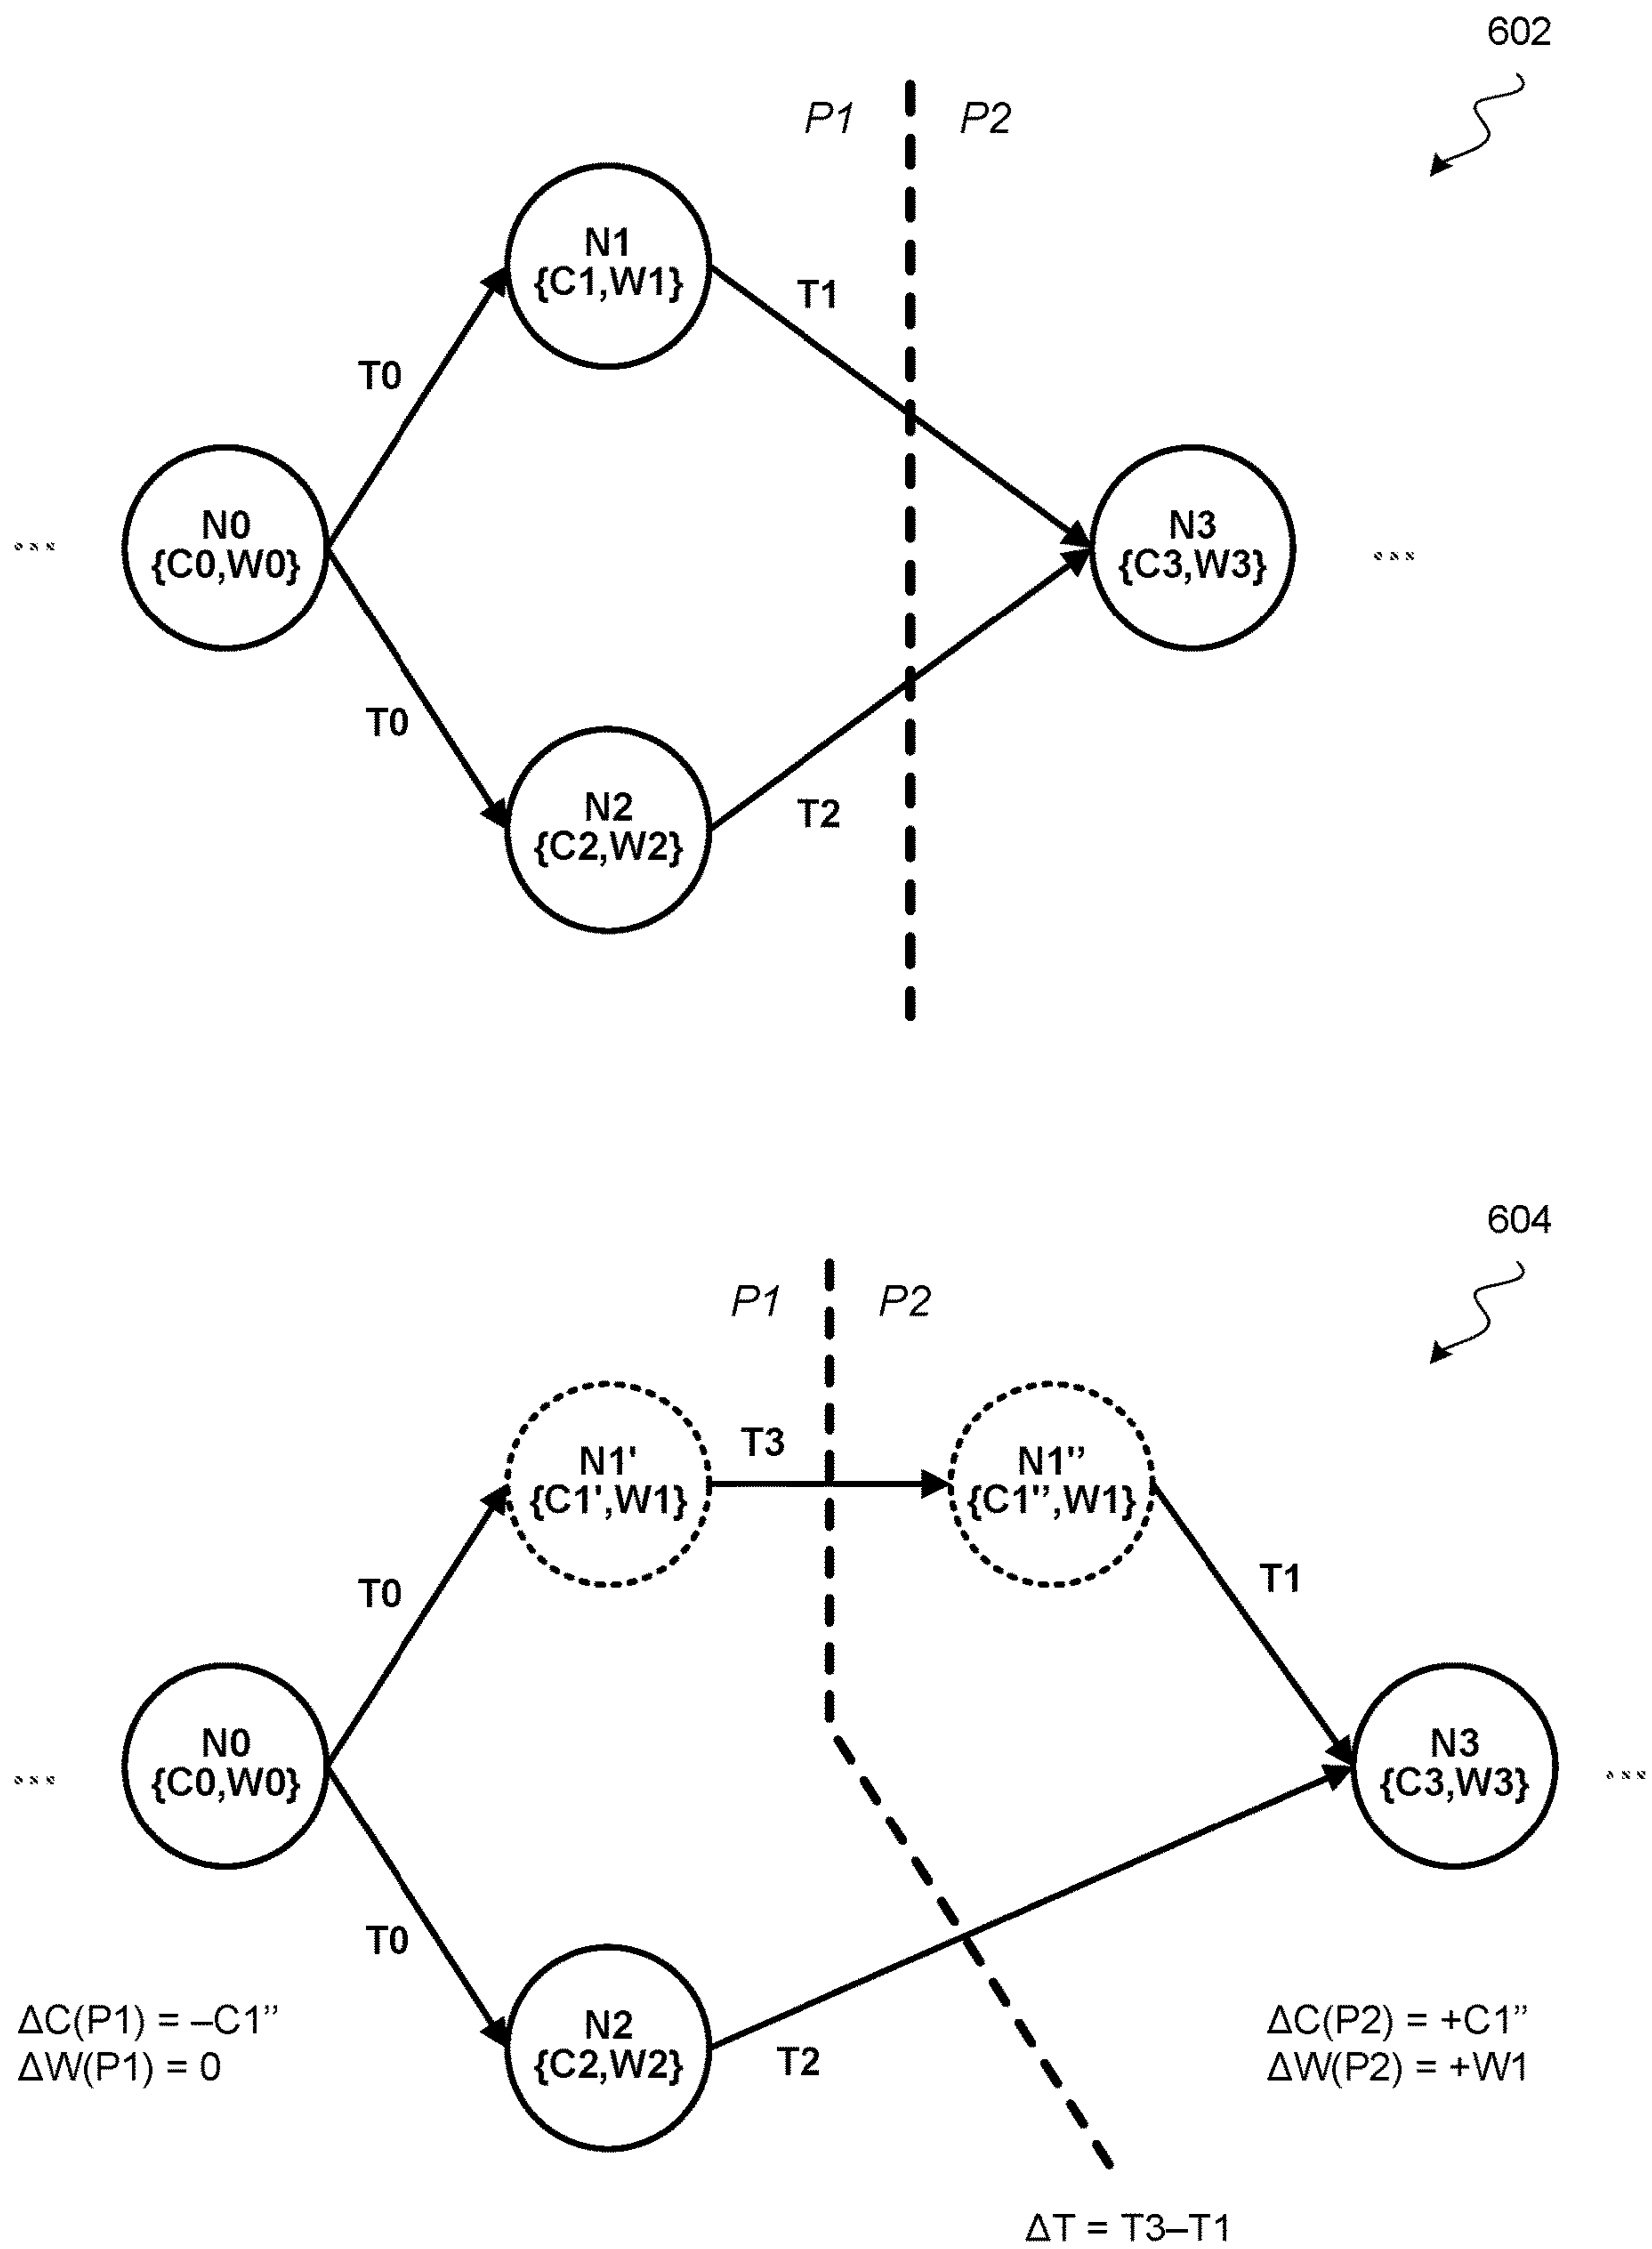 602
P1 P2
N1
{C1,W1}
T1
T0
N0
{C0,W0}
...
N3
{C3,W3}
...
T0
N2
{C2,W2}
T2
604
P1 P2
T3
N1'
{C1',W1}
N1”
{C1”,W1}
T0
T1
N0
{C0,W0}
...
N3
{C3,W3}
...
T0
N2
{C2,W2}
T2
ΔC(P1) = –C1”
ΔW(P1) = 0
ΔC(P2) = +C1”
ΔW(P2) = +W1
ΔT = T3–T1